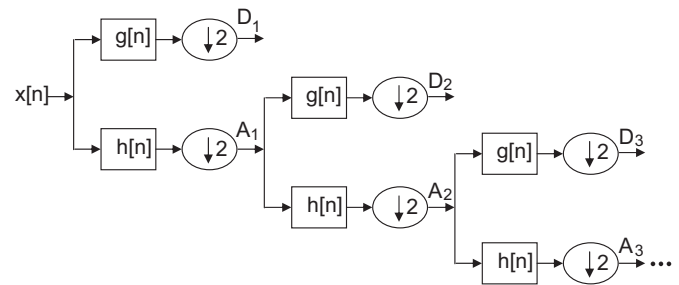 g[n] ↓2 D1
x[n]
h[n] ↓2 A1
g[n] ↓2 D2
h[n] ↓2 A2
g[n] ↓2 D3
h[n] ↓2 A3 •••